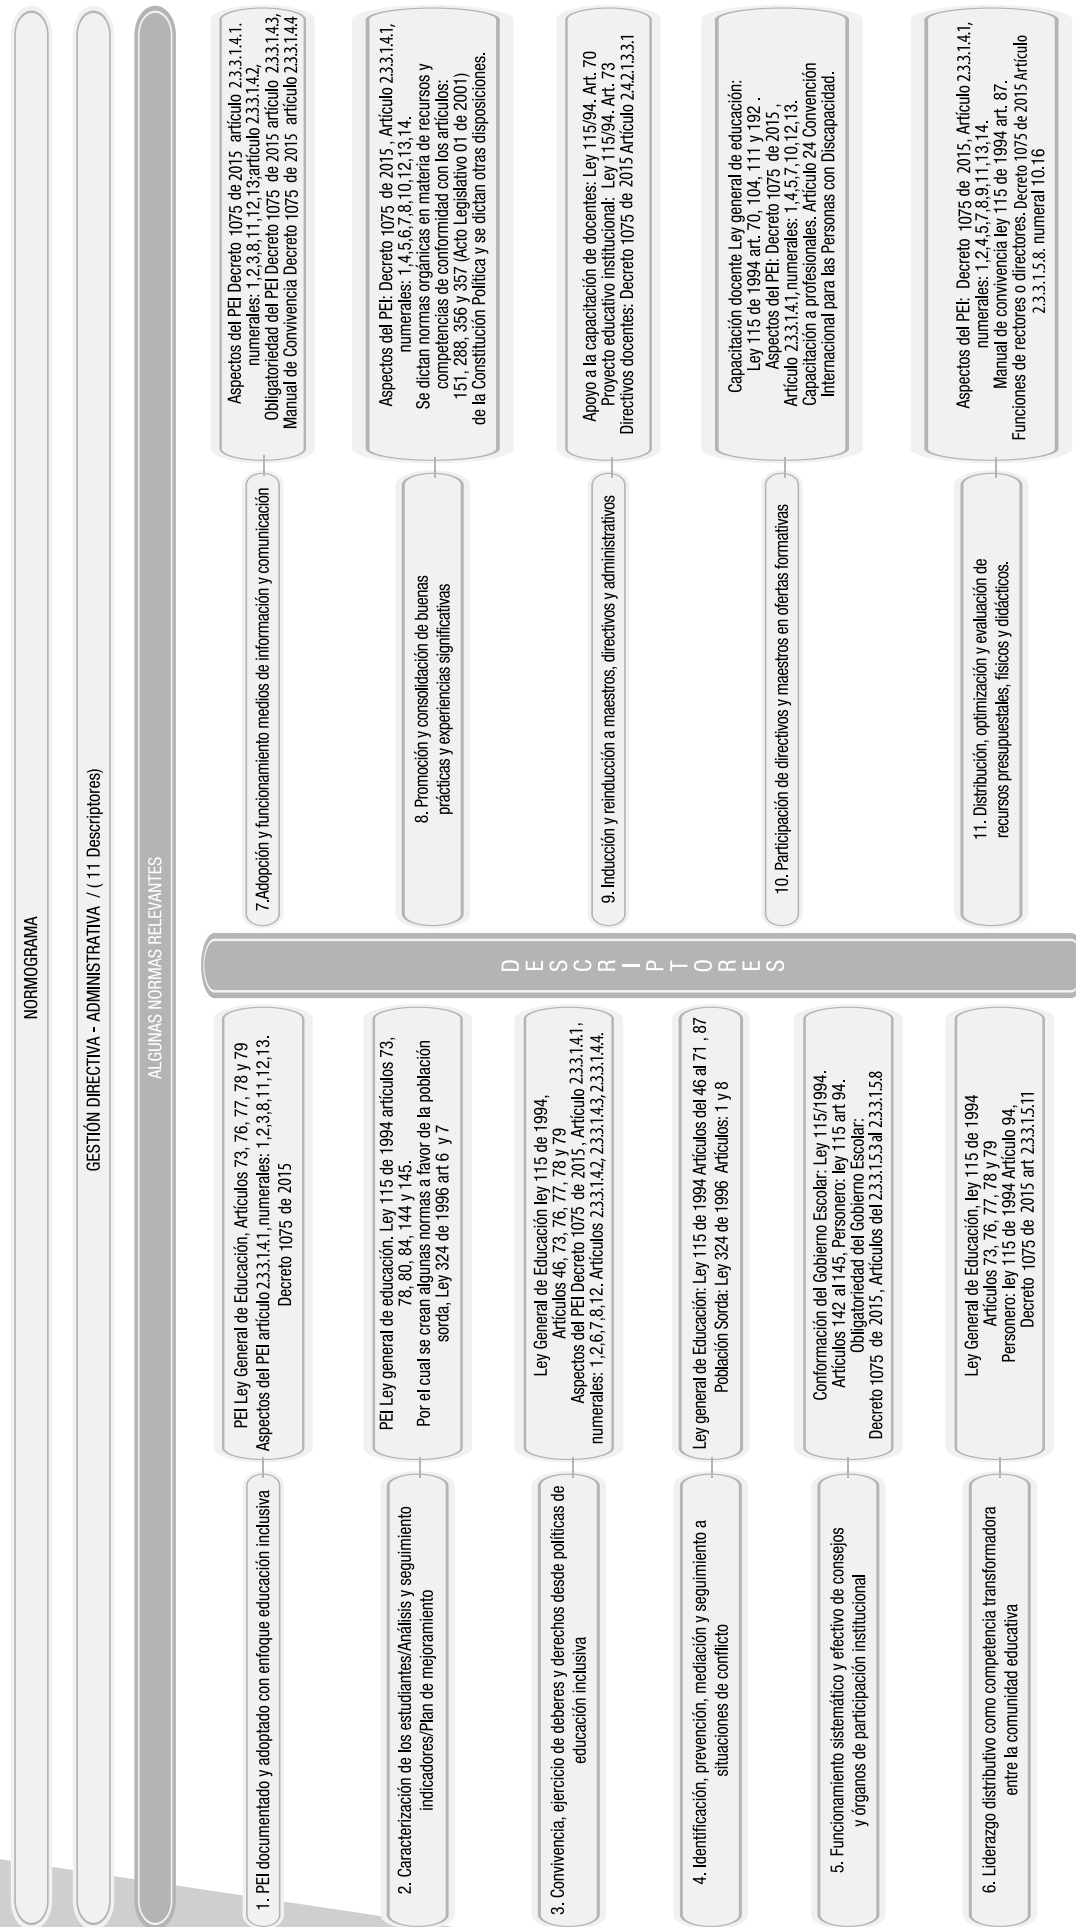 NORMOGRAMA
GESTIÓN DIRECTIVA - ADMINISTRATIVA / ( 11 Descriptores)
ALGUNAS NORMAS RELEVANTES
1. PEI documentado y adoptado con enfoque educación inclusiva
PEI Ley General de Educación, Artículos 73, 76, 77, 78 y 79
Aspectos del PEI artículo 2.3.3.1.4.1, numerales: 1,2,3,8,11,12,13.
Decreto 1075 de 2015
2. Caracterización de los estudiantes/Análisis y seguimiento
indicadores/Plan de mejoramiento
PEI Ley general de educación. Ley 115 de 1994 artículos 73,
78, 80, 84, 144 y 145.
Por el cual se crean algunas normas a favor de la población
sorda, Ley 324 de 1996 art 6 y 7
3. Convivencia, ejercicio de deberes y derechos desde políticas de
educación inclusiva
Ley General de Educación ley 115 de 1994,
Artículos 46, 73, 76, 77, 78 y 79
Aspectos del PEI Decreto 1075 de 2015, Artículo 2.3.3.1.4.1,
numerales: 1,2,6,7,8,12. Artículos 2.3.3.1.4.2, 2.3.3.1.4.3,2.3.3.1.4.4.
4. Identificación, prevención, mediación y seguimiento a
situaciones de conflicto
Ley general de Educación: Ley 115 de 1994 Artículos del 46 al 71 , 87
Población Sorda: Ley 324 de 1996 Artículos: 1 y 8
5. Funcionamiento sistemático y efectivo de consejos
y órganos de participación institucional
Conformación del Gobierno Escolar: Ley 115/1994.
Artículos 142 al 145, Personero: ley 115 art 94.
Obligatoriedad del Gobierno Escolar:
Decreto 1075 de 2015, Artículos del 2.3.3.1.5.3 al 2.3.3.1.5.8
6. Liderazgo distributivo como competencia transformadora
entre la comunidad educativa
Ley General de Educación, ley 115 de 1994
Artículos 73, 76, 77, 78 y 79
Personero: ley 115 de 1994 Artículo 94,
Decreto 1075 de 2015 art 2.3.3.1.5.11
DESCRIPTORES
7.Adopción y funcionamiento medios de información y comunicación
Aspectos del PEI Decreto 1075 de 2015 artículo 2.3.3.1.4.1.
numerales: 1,2,3,8,11,12,13;artículo 2.3.3.1.4.2,
Obligatoriedad del PEI Decreto 1075 de 2015 artículo 2.3.3.1.4.3,
Manual de Convivencia Decreto 1075 de 2015 artículo 2.3.3.1.4.4
8. Promoción y consolidación de buenas
prácticas y experiencias significativas
Aspectos del PEI: Decreto 1075 de 2015, Artículo 2.3.3.1.4.1,
numerales: 1,4,5,6,7,8,10,12,13,14.
Se dictan normas orgánicas en materia de recursos y
competencias de conformidad con los artículos:
151, 288, 356 y 357 (Acto Legislativo 01 de 2001)
de la Constitución Política y se dictan otras disposiciones.
9. Inducción y reinducción a maestros, directivos y administrativos
Apoyo a la capacitación de docentes: Ley 115/94. Art. 70
Proyecto educativo institucional: Ley 115/94. Art. 73
Directivos docentes: Decreto 1075 de 2015 Artículo 2.4.2.1.3.3.1
10. Participación de directivos y maestros en ofertas formativas
Capacitación docente Ley general de educación:
Ley 115 de 1994 art. 70, 104, 111 y 192 .
Aspectos del PEI: Decreto 1075 de 2015 ,
Artículo 2.3.3.1.4.1, numerales: 1,4,5,7,10,12,13.
Capacitación a profesionales. Artículo 24 Convención
Internacional para las Personas con Discapacidad.
11. Distribución, optimización y evaluación de
recursos presupuestales, físicos y didácticos.
Aspectos del PEI: Decreto 1075 de 2015, Artículo 2.3.3.1.4.1,
numerales: 1,2,4,5,7,8,9,11,13,14.
Manual de convivencia ley 115 de 1994 art. 87.
Funciones de rectores o directores. Decreto 1075 de 2015 Artículo
2.3.3.1.5.8. numeral 10.16